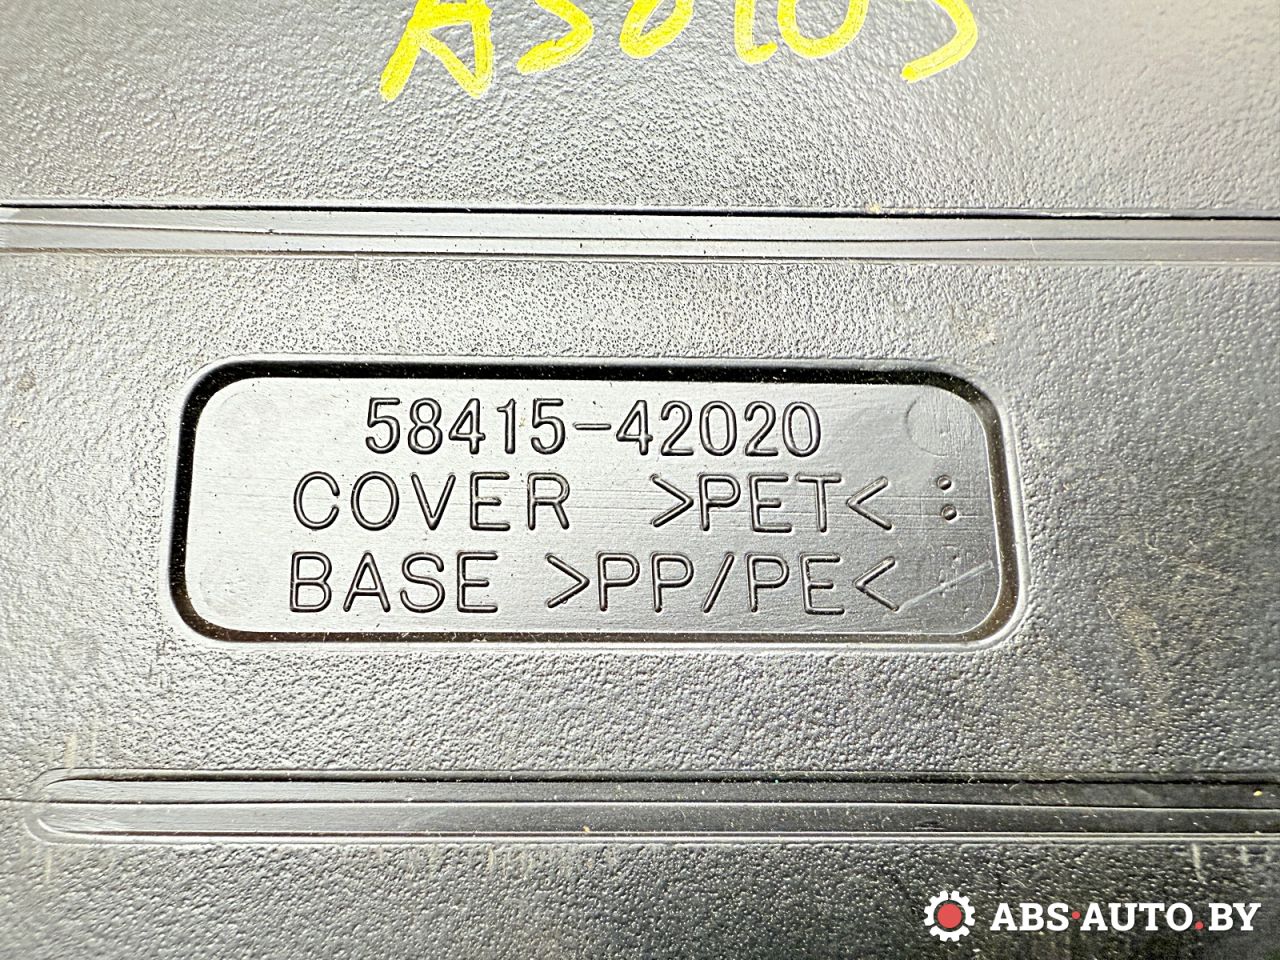 58415-42020
COVER >PET< :
BASE >PP/PE<
ABS·AUTO.BY